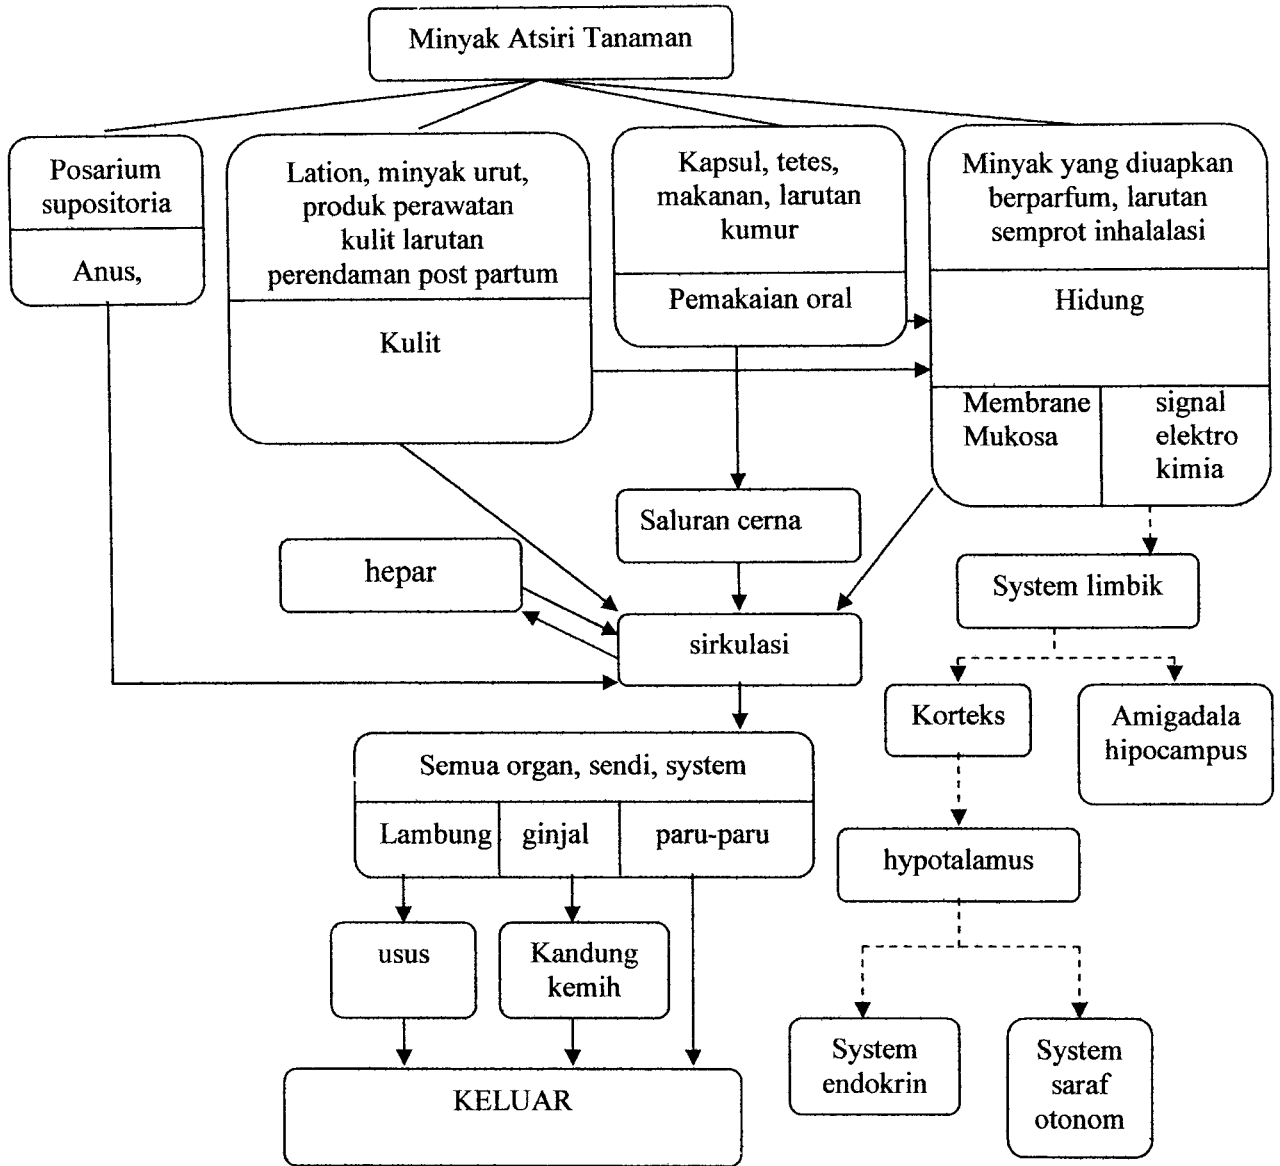 Minyak Atsiri Tanaman
Posarium
supositoria
Anus,
Lation, minyak urut,
produk perawatan
kulit larutan
perendaman post partum
Kulit
Kapsul, tetes,
makanan, larutan
kumur
Pemakaian oral
Minyak yang diuapkan
berparfum, larutan
semprot inhalalasi
Hidung
Membrane
Mukosa
signal
elektro
kimia
Saluran cerna
hepar
System limbik
sirkulasi
Korteks
Amigadala
hipocampus
Semua organ, sendi, system
Lambung
ginjal
paru-paru
hypotalamus
usus
Kandung
kemih
System
endokrin
System
saraf
otonom
KELUAR